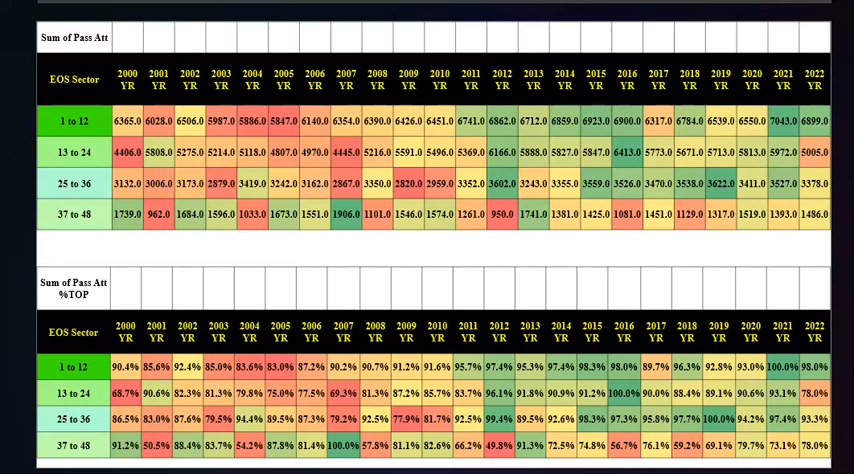 Sum of Pass Att
EOS Sector 2000 YR 2001 YR 2002 YR 2003 YR 2004 YR 2005 YR 2006 YR 2007 YR 2008 YR 2009 YR 2010 YR 2011 YR 2012 YR 2013 YR 2014 YR 2015 YR 2016 YR 2017 YR 2018 YR 2019 YR 2020 YR 2021 YR 2022 YR
1 to 12 6365.0 6028.0 6506.0 5987.0 5886.0 5847.0 6140.0 6354.0 6390.0 6426.0 6451.0 6741.0 6862.0 6712.0 6859.0 6923.0 6900.0 6317.0 6784.0 6539.0 6550.0 7043.0 6899.0
13 to 24 4406.0 5808.0 5275.0 5214.0 5118.0 4807.0 4970.0 4445.0 5216.0 5591.0 5496.0 5369.0 6166.0 5888.0 5827.0 5847.0 6413.0 5773.0 5671.0 5713.0 5813.0 5972.0 5005.0
25 to 36 3132.0 3006.0 3173.0 2879.0 3419.0 3242.0 3162.0 2867.0 3350.0 2820.0 2959.0 3352.0 3602.0 3243.0 3355.0 3559.0 3526.0 3470.0 3538.0 3622.0 3411.0 3527.0 3378.0
37 to 48 1739.0 962.0 1684.0 1596.0 1033.0 1673.0 1551.0 1906.0 1101.0 1546.0 1574.0 1261.0 950.0 1741.0 1381.0 1425.0 1081.0 1451.0 1129.0 1317.0 1519.0 1393.0 1486.0
Sum of Pass Att
%TOP
EOS Sector 2000 YR 2001 YR 2002 YR 2003 YR 2004 YR 2005 YR 2006 YR 2007 YR 2008 YR 2009 YR 2010 YR 2011 YR 2012 YR 2013 YR 2014 YR 2015 YR 2016 YR 2017 YR 2018 YR 2019 YR 2020 YR 2021 YR 2022 YR
1 to 12 90.4% 85.6% 92.4% 85.0% 83.6% 83.0% 87.2% 90.2% 90.7% 91.2% 91.6% 95.7% 97.4% 95.3% 97.4% 98.3% 98.0% 89.7% 96.3% 92.8% 93.0% 100.0% 98.0%
13 to 24 68.7% 90.6% 82.3% 81.3% 79.8% 75.0% 77.5% 69.3% 81.3% 87.2% 85.7% 83.7% 96.1% 91.8% 90.9% 91.2% 100.0% 90.0% 88.4% 89.1% 90.6% 93.1% 78.0%
25 to 36 86.5% 83.0% 87.6% 79.5% 94.4% 89.5% 87.3% 79.2% 92.5% 77.9% 81.7% 92.5% 99.4% 89.5% 92.6% 98.3% 97.3% 95.8% 97.7% 100.0% 94.2% 97.4% 93.3%
37 to 48 91.2% 50.5% 88.4% 83.7% 54.2% 87.8% 81.4% 100.0% 57.8% 81.1% 82.6% 66.2% 49.8% 91.3% 72.5% 74.8% 56.7% 76.1% 59.2% 69.1% 79.7% 73.1% 78.0%